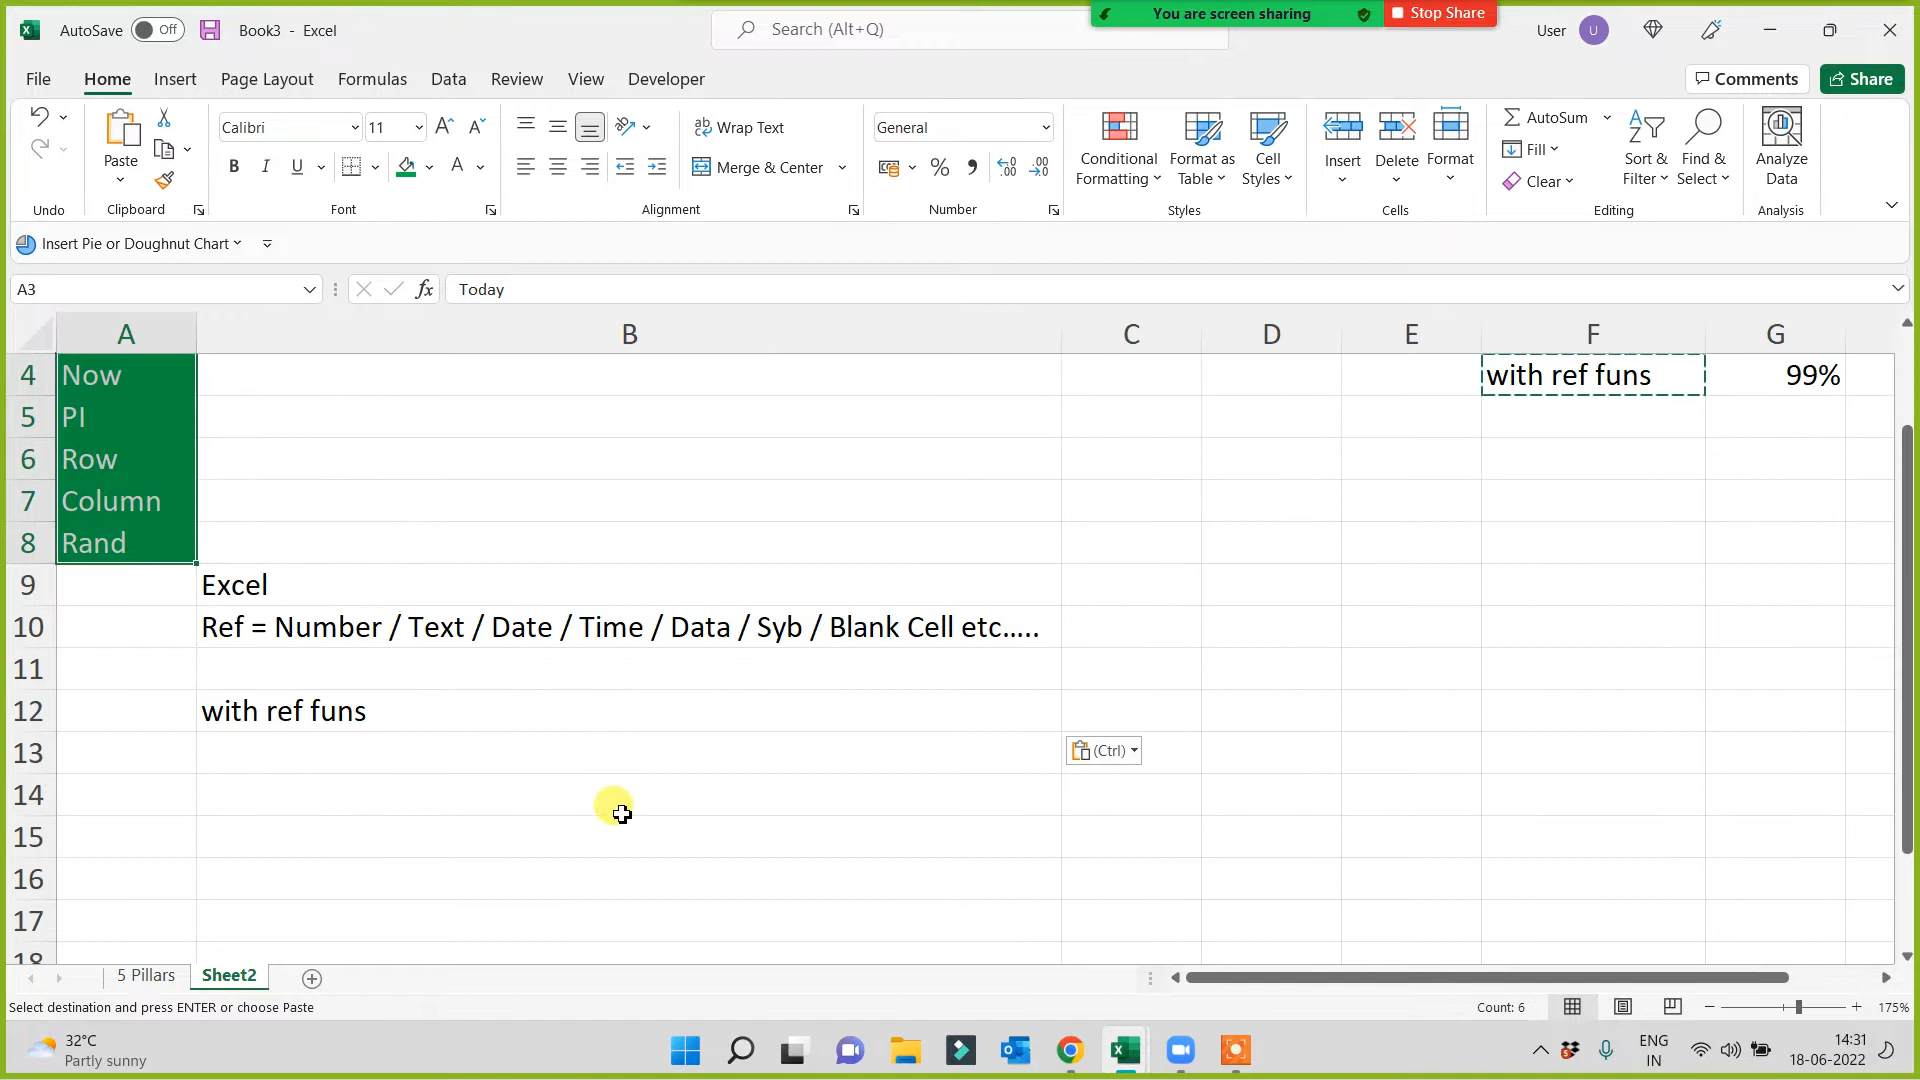 You are screen sharing
Stop Share
AutoSave Off Book3 - Excel
Search (Alt+Q)
User U
File Home Insert Page Layout Formulas Data Review View Developer
Comments Share
Paste
Calibri 11
B I U
A
Wrap Text
Merge & Center
General
%
Conditional Formatting
Format as Table
Cell Styles
Insert
Delete
Format
AutoSum
Fill
Clear
Sort & Filter
Find & Select
Analyze Data
Undo Clipboard Font Alignment Number Styles Cells Editing Analysis
Insert Pie or Doughnut Chart
A3 fx Today
A B C D E F G
4 Now with ref funs 99%
5 PI
6 Row
7 Column
8 Rand
9 Excel
10 Ref = Number / Text / Date / Time / Data / Syb / Blank Cell etc.....
11
12 with ref funs
13 (Ctrl)
14
15
16
17
18
5 Pillars Sheet2
Select destination and press ENTER or choose Paste Count: 6 175%
32°C
Partly sunny
ENG
IN
14:31
18-06-2022